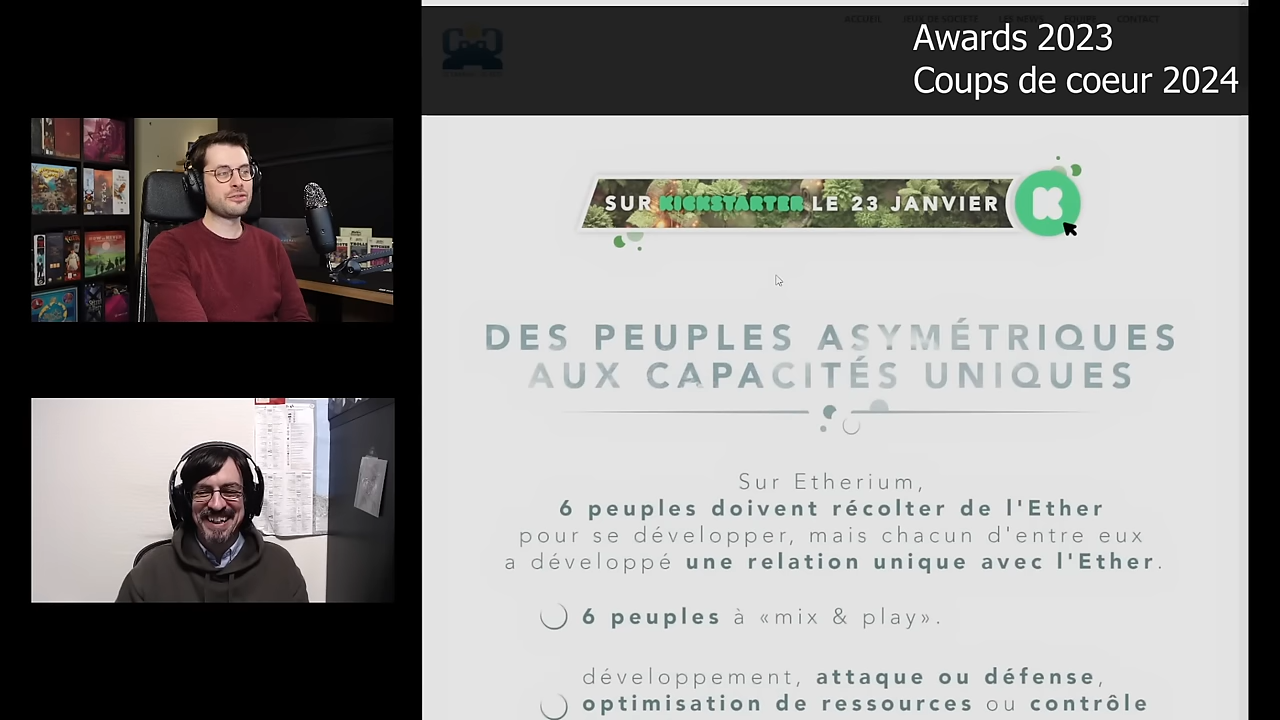 ACCUEIL
CONTACT
Awards 2023
Coups de coeur 2024
SUR KICKSTARTER LE 23 JANVIER
DES PEUPLES ASYMÉTRIQUES
AUX CAPACITÉS UNIQUES
Sur Etherium,
6 peuples doivent récolter de l'Ether
pour se développer, mais chacun d'entre eux
a développé une relation unique avec l'Ether.
6 peuples à «mix & play».
développement, attaque ou défense,
optimisation de ressources ou contrôle